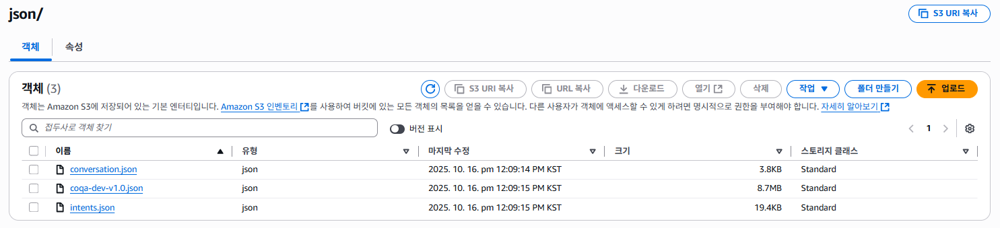 json/
S3 URI 복사
객체 속성
객체 (3)
S3 URI 복사 URL 복사 다운로드 열기 삭제 작업 폴더 만들기 업로드
객체는 Amazon S3에 저장되어 있는 기본 엔터티입니다. Amazon S3 인벤토리를 사용하여 버킷에 있는 모든 객체의 목록을 얻을 수 있습니다. 다른 사용자가 객체에 액세스할 수 있게 하려면 명시적으로 권한을 부여해야 합니다. 자세히 알아보기
접두사로 객체 찾기 버전 표시 1
이름 유형 마지막 수정 크기 스토리지 클래스
conversation.json json 2025. 10. 16. pm 12:09:14 PM KST 3.8KB Standard
coqa-dev-v1.0.json json 2025. 10. 16. pm 12:09:15 PM KST 8.7MB Standard
intents.json json 2025. 10. 16. pm 12:09:15 PM KST 19.4KB Standard